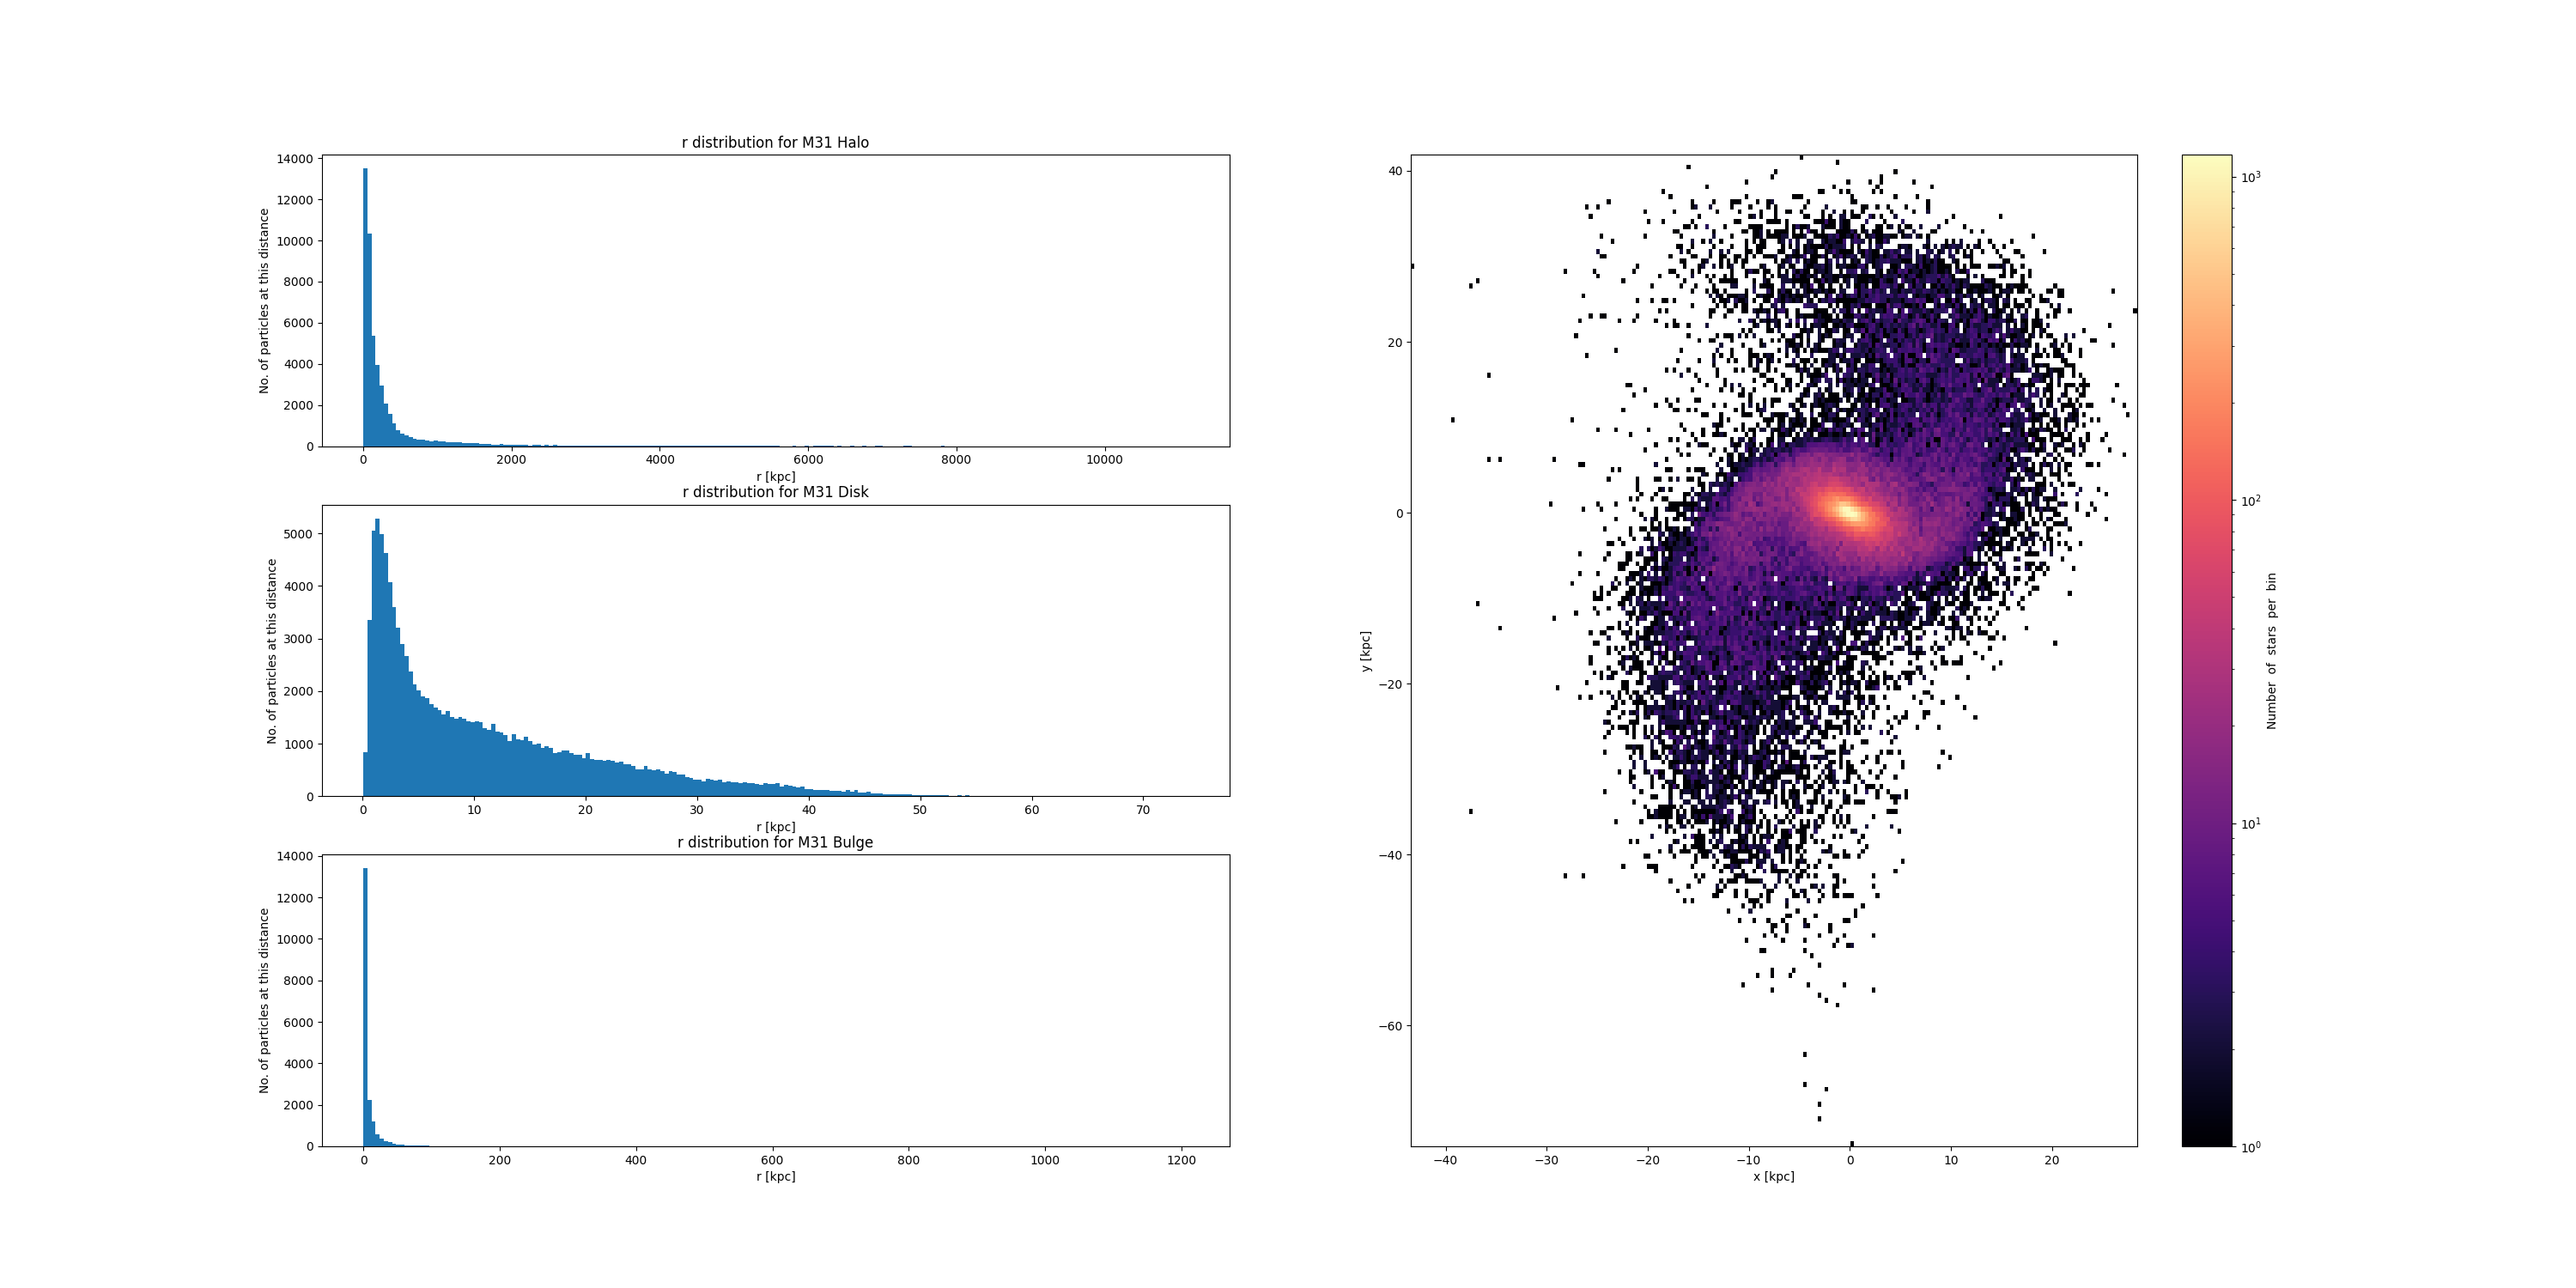 r distribution for M31 Halo
No. of particles at this distance
14000
12000
10000
8000
6000
4000
2000
0
0 2000 4000 6000 8000 10000
r [kpc]
r distribution for M31 Disk
No. of particles at this distance
5000
4000
3000
2000
1000
0
0 10 20 30 40 50 60 70
r [kpc]
r distribution for M31 Bulge
No. of particles at this distance
14000
12000
10000
8000
6000
4000
2000
0
0 200 400 600 800 1000 1200
r [kpc]
y [kpc]
40
20
0
−20
−40
−60
−40 −30 −20 −10 0 10 20
x [kpc]
10³
10²
10¹
10⁰
Number of stars per bin